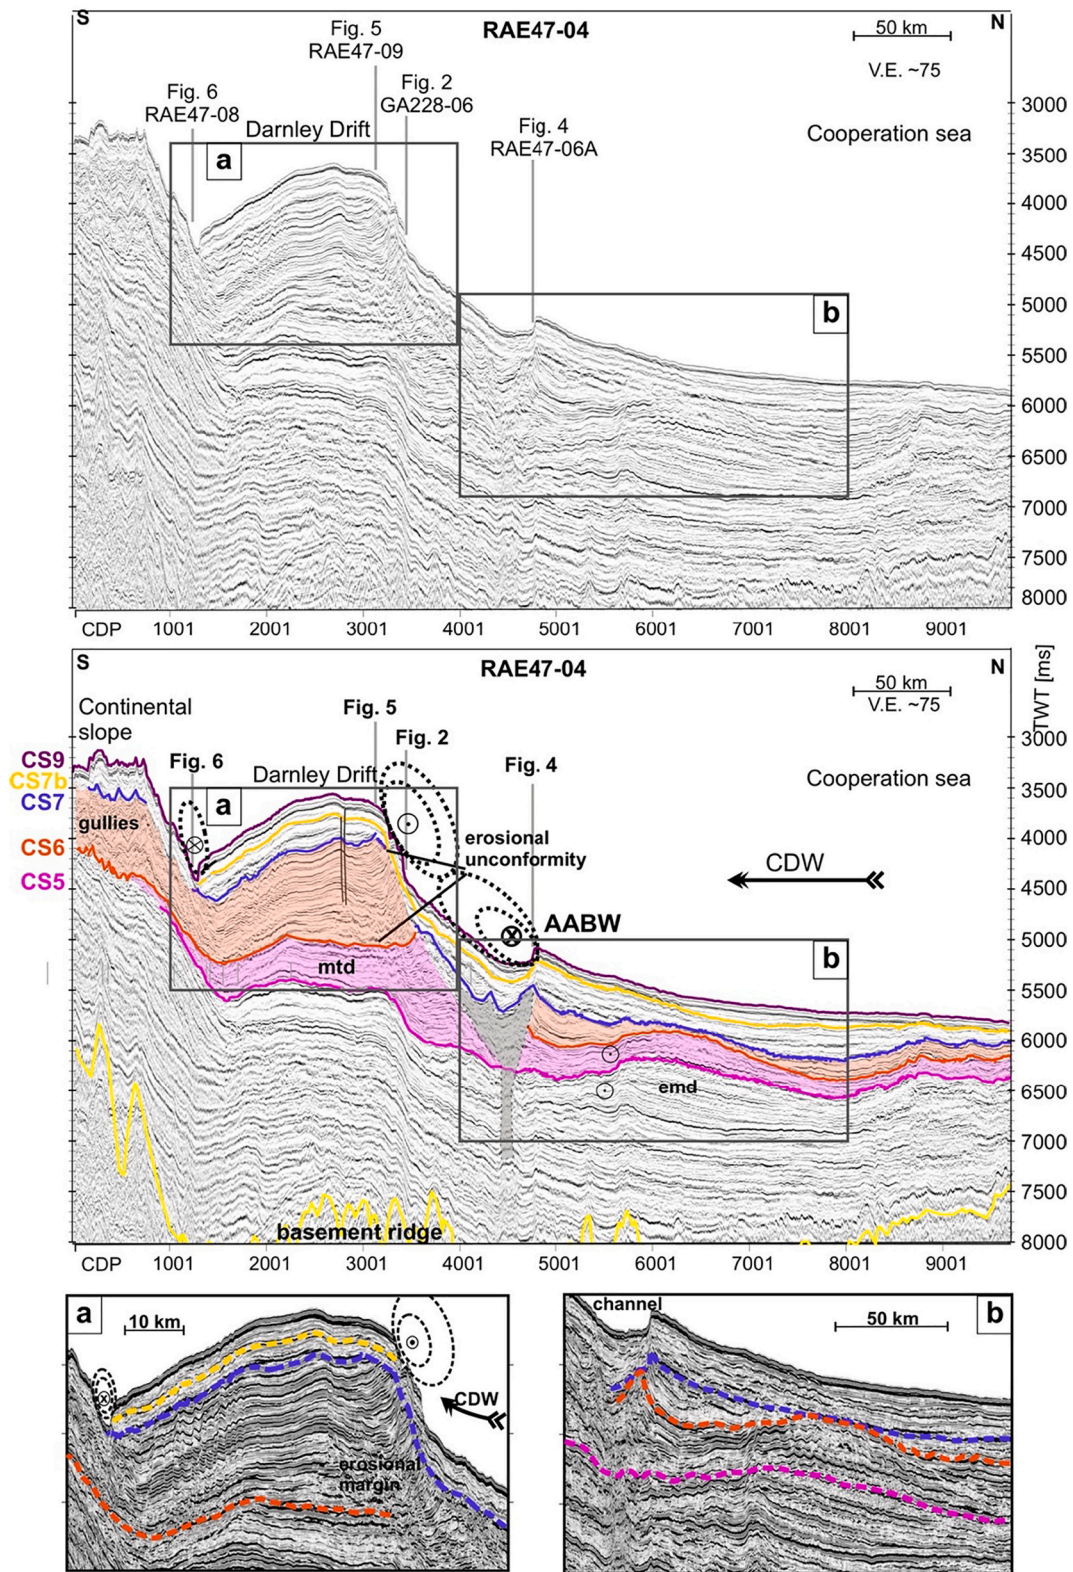 S
RAE47-04
50 km
N
V.E. ~75
Fig. 5
RAE47-09
Fig. 6
RAE47-08
Fig. 2
GA228-06
Darnley Drift
Fig. 4
RAE47-06A
Cooperation sea
a
b
3000
3500
4000
4500
5000
5500
6000
6500
7000
7500
8000
CDP
1001
2001
3001
4001
5001
6001
7001
8001
9001
TWT [ms]
S
RAE47-04
50 km
N
V.E. ~75
Continental
slope
Fig. 5
Fig. 2
Fig. 6
Fig. 4
Darnley Drift
Cooperation sea
CS9
CS7b
CS7
gullies
CS6
CS5
a
erosional
unconformity
CDW
AABW
b
mtd
emd
basement ridge
3000
3500
4000
4500
5000
5500
6000
6500
7000
7500
8000
CDP
1001
2001
3001
4001
5001
6001
7001
8001
9001
a
10 km
CDW
erosional
margin
channel
50 km
b